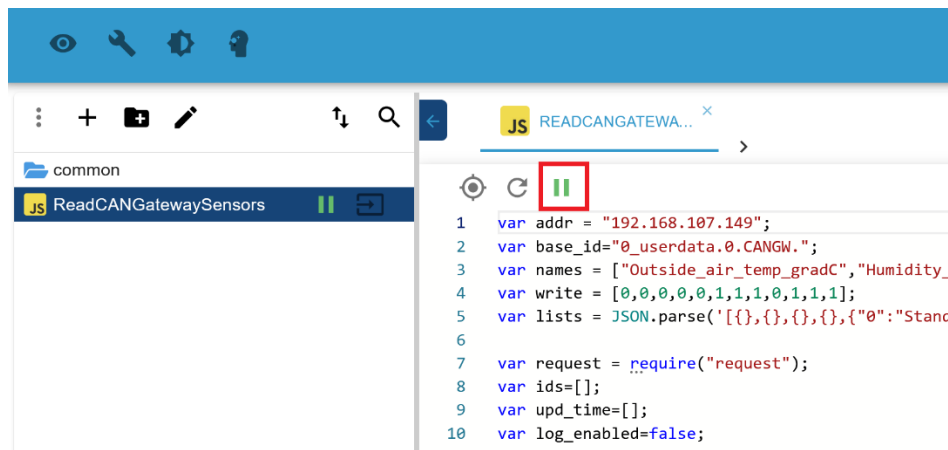 JS READCANGATEWA...
common
JS ReadCANGatewaySensors
1 var addr = "192.168.107.149";
2 var base_id="0_userdata.0.CANGW.";
3 var names = ["Outside_air_temp_gradC","Humidity_
4 var write = [0,0,0,0,0,1,1,1,0,1,1,1];
5 var lists = JSON.parse('[{},{},{},{},{"0":"Stand
6
7 var request = require("request");
8 var ids=[];
9 var upd_time=[];
10 var log_enabled=false;